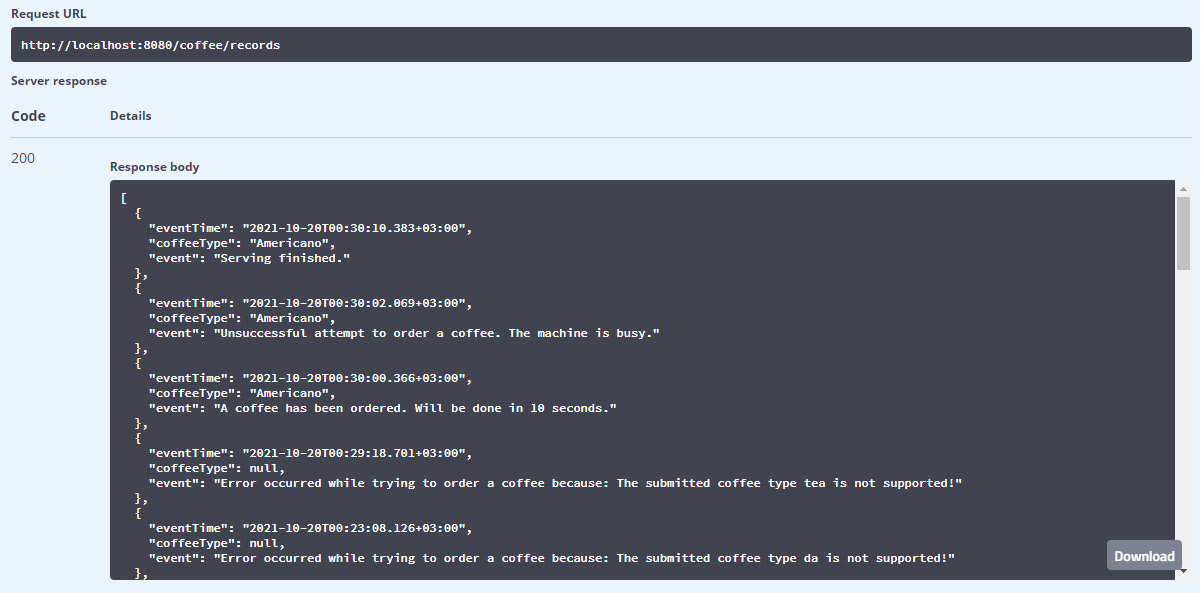 Request URL
http://localhost:8080/coffee/records
Server response
Code Details
200
Response body
[
  {
    "eventTime": "2021-10-20T00:30:10.383+03:00",
    "coffeeType": "Americano",
    "event": "Serving finished."
  },
  {
    "eventTime": "2021-10-20T00:30:02.069+03:00",
    "coffeeType": "Americano",
    "event": "Unsuccessful attempt to order a coffee. The machine is busy."
  },
  {
    "eventTime": "2021-10-20T00:30:00.366+03:00",
    "coffeeType": "Americano",
    "event": "A coffee has been ordered. Will be done in 10 seconds."
  },
  {
    "eventTime": "2021-10-20T00:29:18.701+03:00",
    "coffeeType": null,
    "event": "Error occurred while trying to order a coffee because: The submitted coffee type tea is not supported!"
  },
  {
    "eventTime": "2021-10-20T00:23:08.126+03:00",
    "coffeeType": null,
    "event": "Error occurred while trying to order a coffee because: The submitted coffee type da is not supported!"
  },
Download